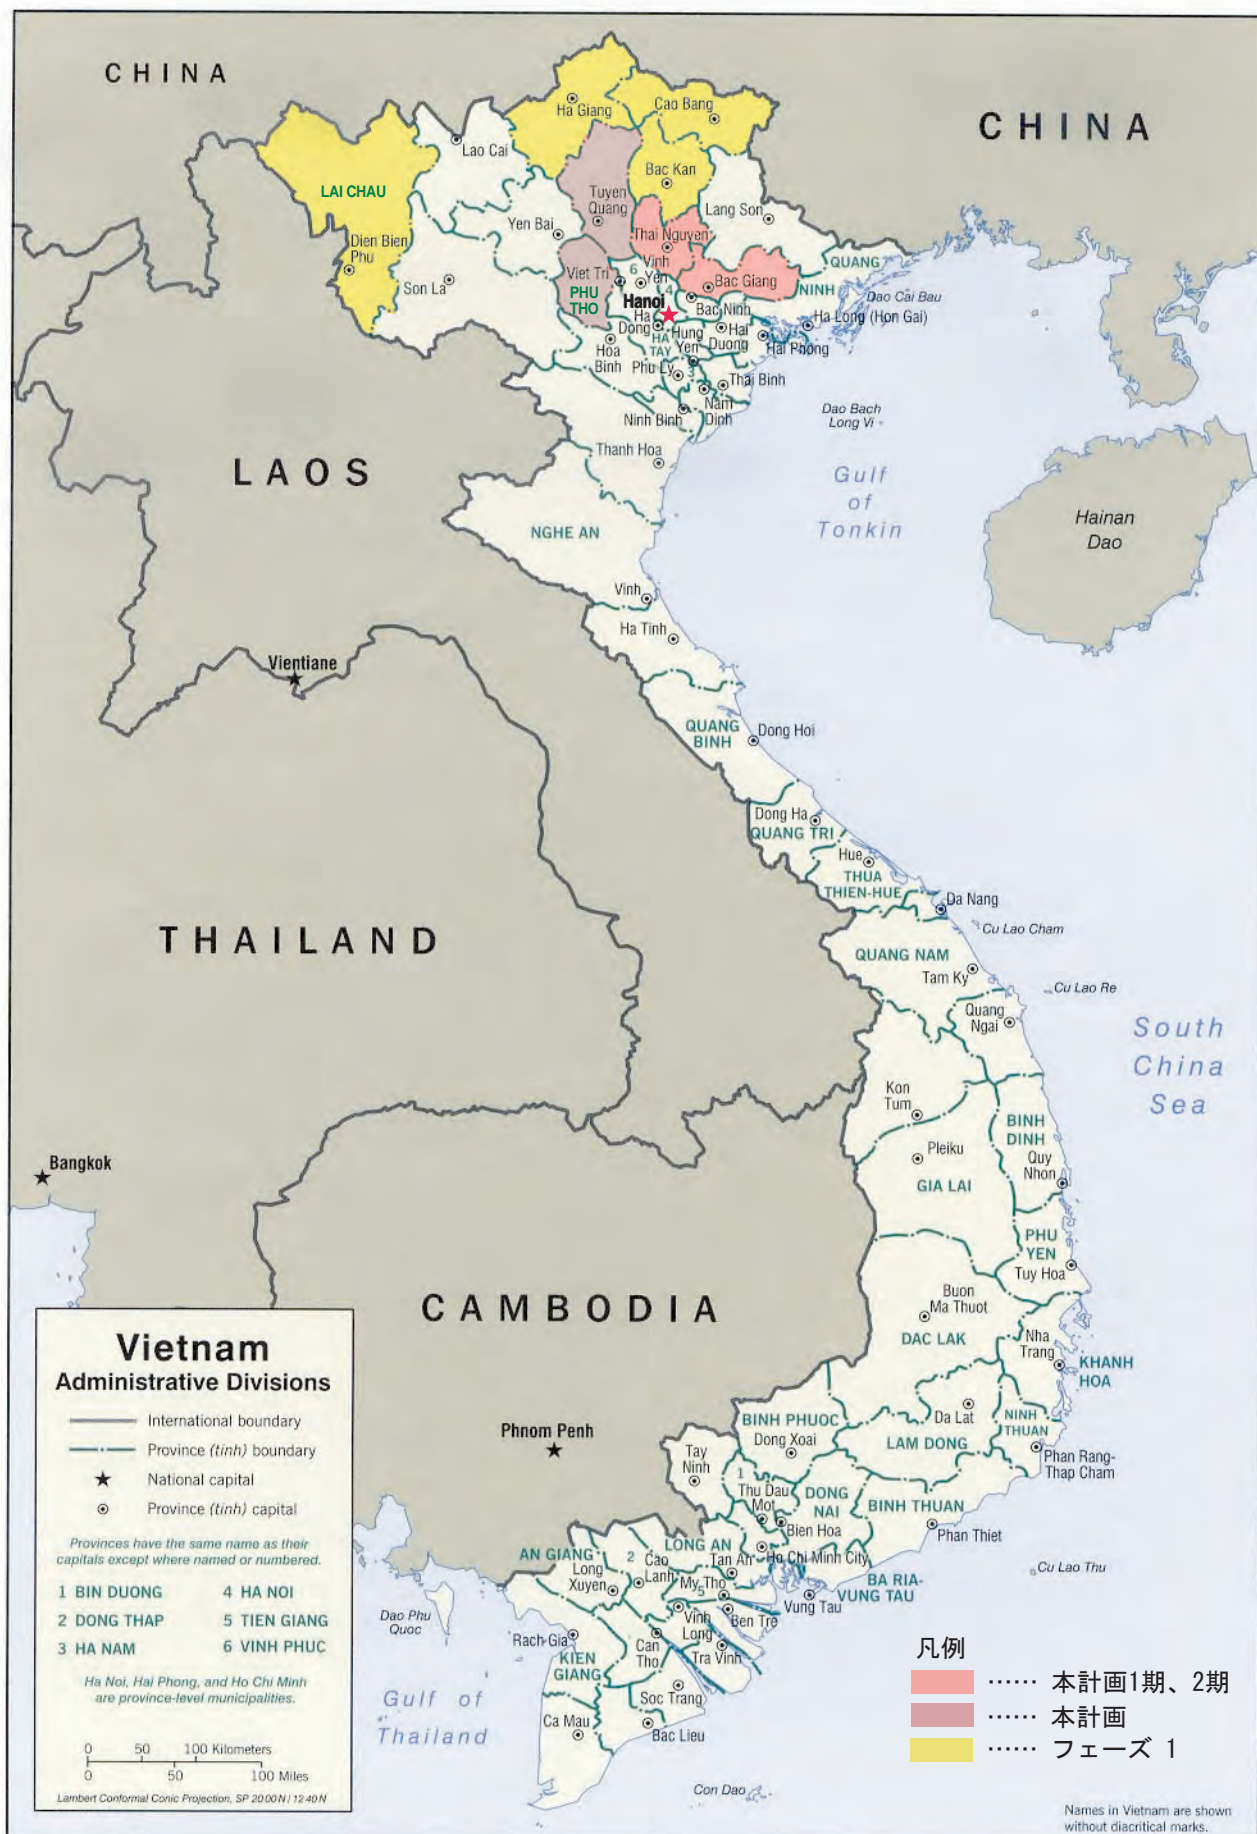 CHINA
CHINA
Ha Giang
Cao Bang
Lao Cai
Bac Kan
LAI CHAU
Tuyen
Quang
Lang Son
Yen Bai
Thai Nguyen
Dien Bien
Phu
QUANG
NINH
Vinh
Yen
6
Viet Tri
PHU
THO
Son La
Bac Giang
4
Hanoi
Bac Ninh
Dao Cai Bau
Ha Long (Hon Gai)
Ha
Dong
HA
TAY
Hung
Yen
Hai
Duong
Hai Phong
Hoa
Binh
Phu Ly
3
Thai Binh
Nam
Dinh
Ninh Binh
Dao Bach
Long Vi
Thanh Hoa
LAOS
Gulf
of
Tonkin
Hainan
Dao
NGHE AN
Vinh
Ha Tinh
Vientiane
QUANG
BINH
Dong Hoi
Dong Ha
QUANG TRI
Hue
THUA
THIEN-HUE
Da Nang
Cu Lao Cham
THAILAND
QUANG NAM
Tam Ky
Cu Lao Re
Quang
Ngai
South
China
Sea
Kon
Tum
BINH
DINH
Pleiku
Quy
Nhon
GIA LAI
Bangkok
PHU
YEN
Tuy Hoa
CAMBODIA
Buon
Ma Thuot
DAC LAK
Nha
Trang
KHANH
HOA
Da Lat
NINH
THUAN
BINH PHUOC
Dong Xoai
LAM DONG
Phnom Penh
Tay
Ninh
Phan Rang-
Thap Cham
1
Thu Dau
Mot
DONG
NAI
BINH THUAN
Bien Hoa
Phan Thiet
AN GIANG
LONG AN
2
Cao
Lanh
Tan An
Ho Chi Minh City
Long
Xuyen
My Tho
5
BA RIA-
VUNG TAU
Vung Tau
Cu Lao Thu
Dao Phu
Quoc
Vinh
Long
Ben Tre
Rach Gia
Can
Tho
Tra Vinh
KIEN
GIANG
Soc Trang
Gulf of
Thailand
Ca Mau
Bac Lieu
Con Dao
Vietnam
Administrative Divisions
International boundary
Province (tinh) boundary
National capital
Province (tinh) capital
Provinces have the same name as their
capitals except where named or numbered.
1 BIN DUONG
2 DONG THAP
3 HA NAM
4 HA NOI
5 TIEN GIANG
6 VINH PHUC
Ha Noi, Hai Phong, and Ho Chi Minh
are province-level municipalities.
0 50 100 Kilometers
0 50 100 Miles
Lambert Conformal Conic Projection, SP 20 00 N / 12 40 N
凡例
…… 本計画1期、2期
…… 本計画
…… フェーズ 1
Names in Vietnam are shown
without diacritical marks.